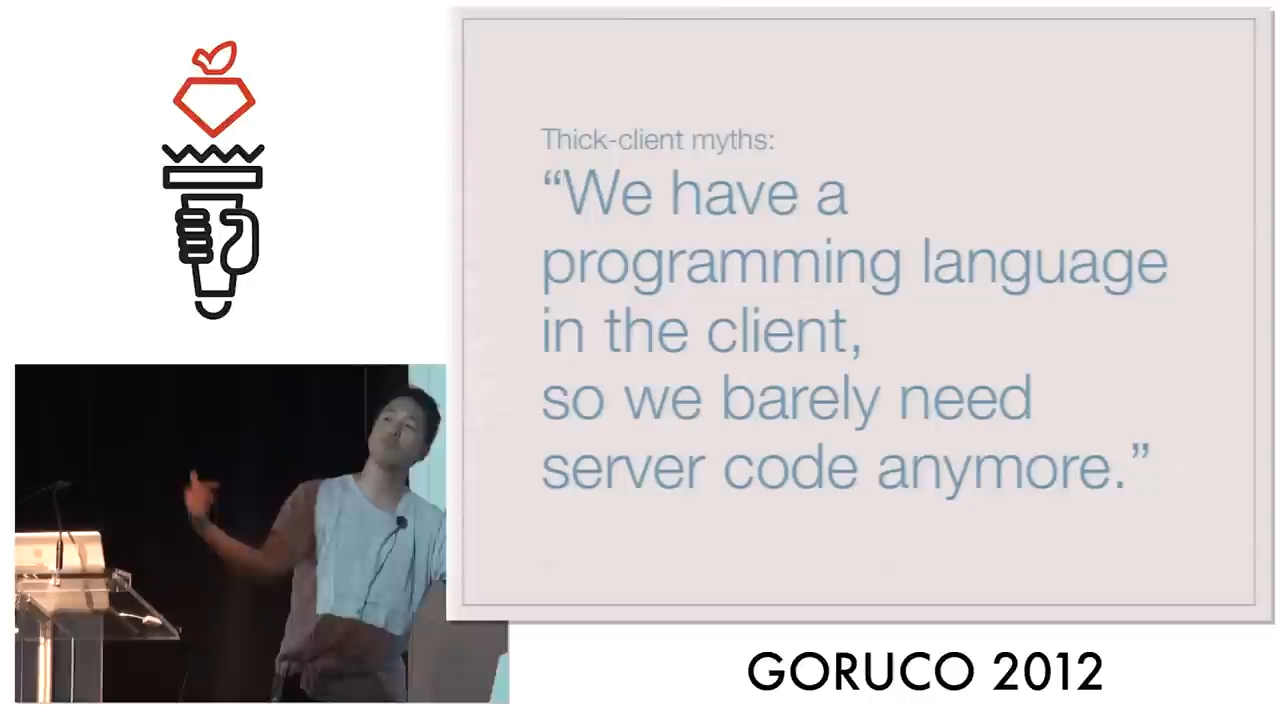 Thick-client myths:
“We have a
programming language
in the client,
so we barely need
server code anymore.”
GORUCO 2012